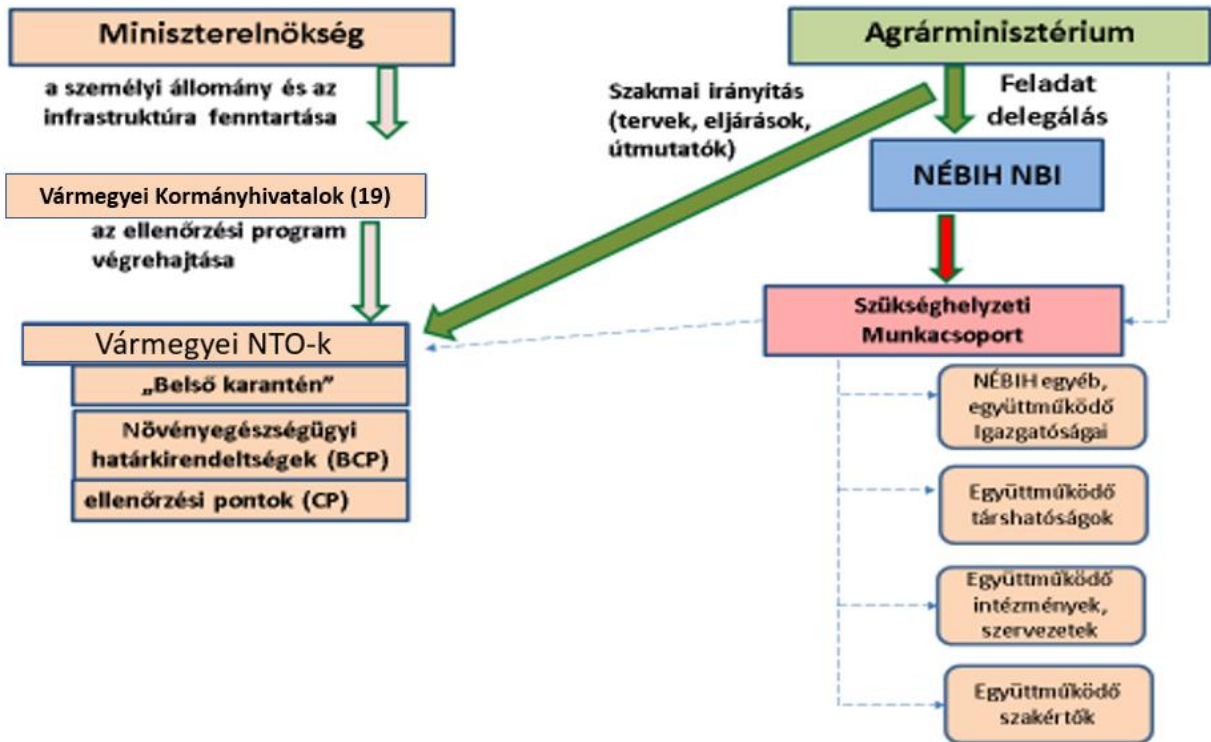 Miniszterelnökség
a személyi állomány és az
infrastruktúra fenntartása
Vármegyei Kormányhivatalok (19)
az ellenőrzési program
végrehajtása
Vármegyei NTO-k
„Belső karantén”
Növényegészségügyi
határkirendeltségek (BCP)
ellenőrzési pontok (CP)
Agrárminisztérium
Szakmai irányítás
(tervek, eljárások,
útmutatók)
Feladat
delegálás
NÉBIH NBI
Szükséghelyzeti
Munkacsoport
NÉBIH egyéb,
együttműködő
Igazgatóságai
Együttműködő
társhatóságok
Együttműködő
intézmények,
szervezetek
Együttműködő
szakértők